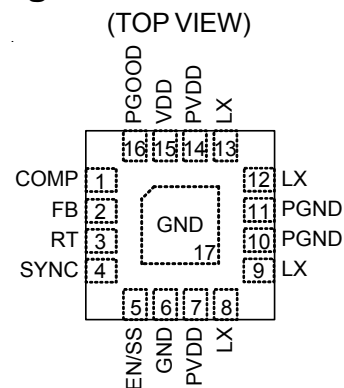 (TOP VIEW)
PGOOD
VDD
PVDD
LX
16 15 14 13
COMP 1
FB 2
RT 3
SYNC 4
GND
17
12 LX
11 PGND
10 PGND
9 LX
5 6 7 8
EN/SS
GND
PVDD
LX